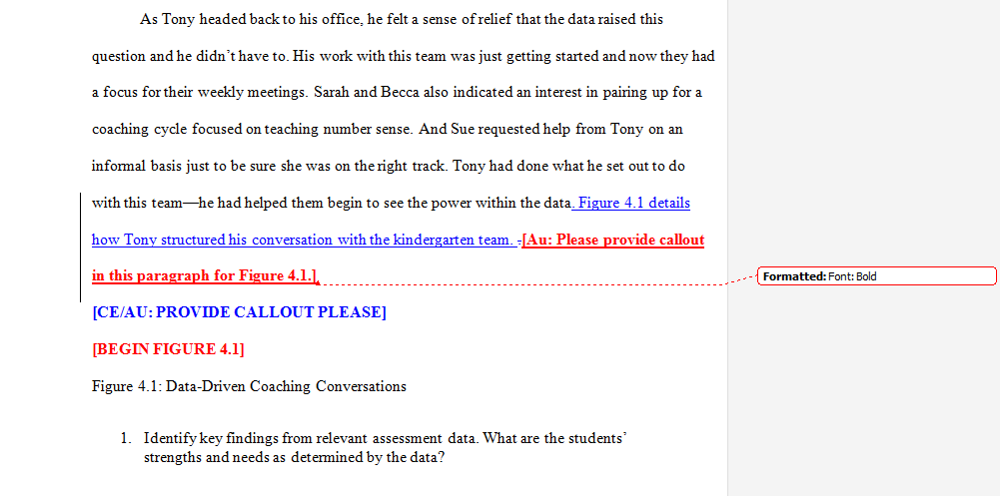 As Tony headed back to his office, he felt a sense of relief that the data raised this
question and he didn’t have to. His work with this team was just getting started and now they had
a focus for their weekly meetings. Sarah and Becca also indicated an interest in pairing up for a
coaching cycle focused on teaching number sense. And Sue requested help from Tony on an
informal basis just to be sure she was on the right track. Tony had done what he set out to do
with this team—he had helped them begin to see the power within the data. Figure 4.1 details
how Tony structured his conversation with the kindergarten team. .[Au: Please provide callout
in this paragraph for Figure 4.1.].
Formatted: Font: Bold
[CE/AU: PROVIDE CALLOUT PLEASE]
[BEGIN FIGURE 4.1]
Figure 4.1: Data-Driven Coaching Conversations
1. Identify key findings from relevant assessment data. What are the students’
strengths and needs as determined by the data?